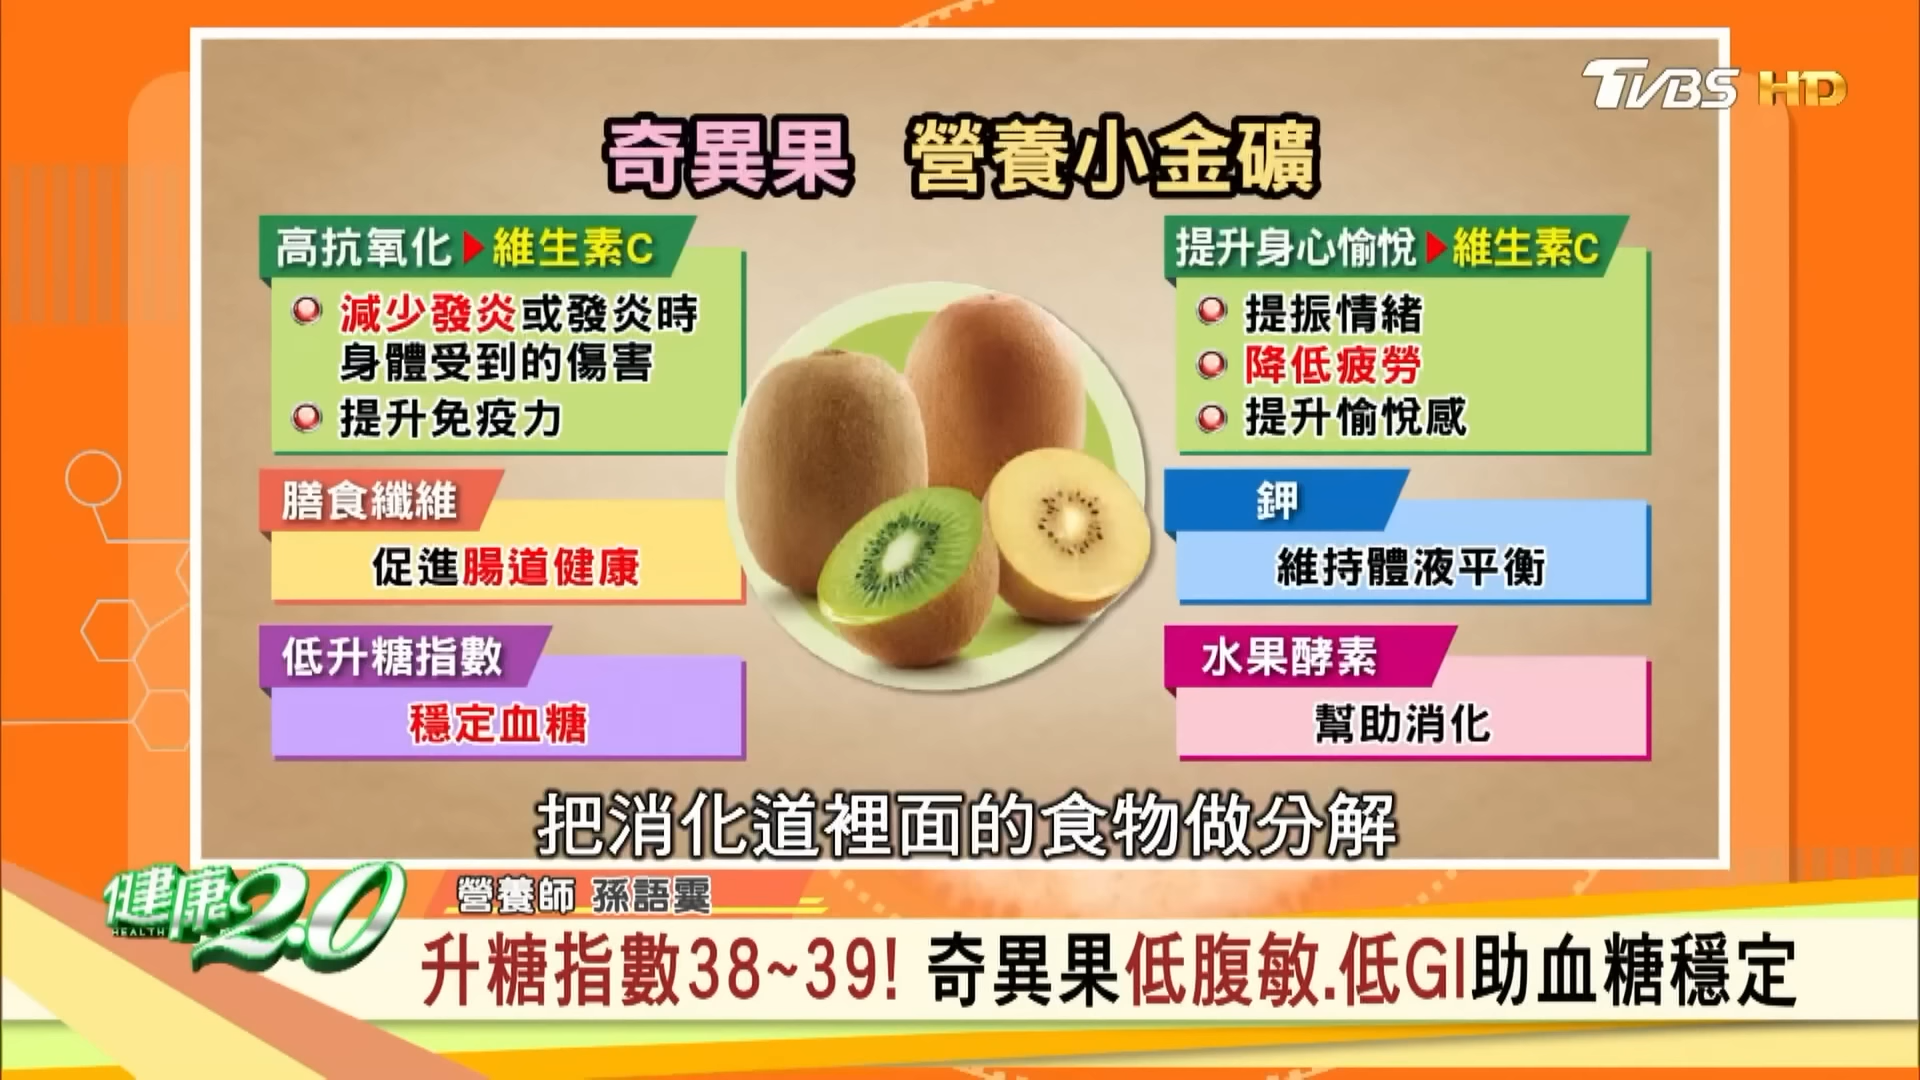 TVBS HD
奇異果 營養小金礦
高抗氧化▶維生素C
減少發炎或發炎時
身體受到的傷害
提升免疫力
膳食纖維
促進腸道健康
低升糖指數
穩定血糖
提升身心愉悅▶維生素C
提振情緒
降低疲勞
提升愉悅感
鉀
維持體液平衡
水果酵素
幫助消化
把消化道裡面的食物做分解
健康2.0
HEALTH
營養師 孫語霙
升糖指數38~39! 奇異果低腹敏.低GI助血糖穩定